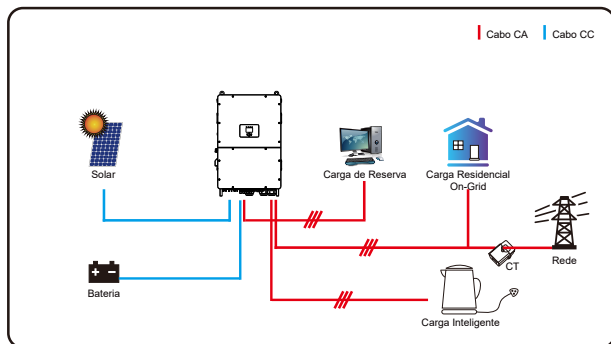 Cabo CA
Cabo CC
Solar
Carga de Reserva
Carga Residencial
On-Grid
CT
Rede
Bateria
Carga Inteligente